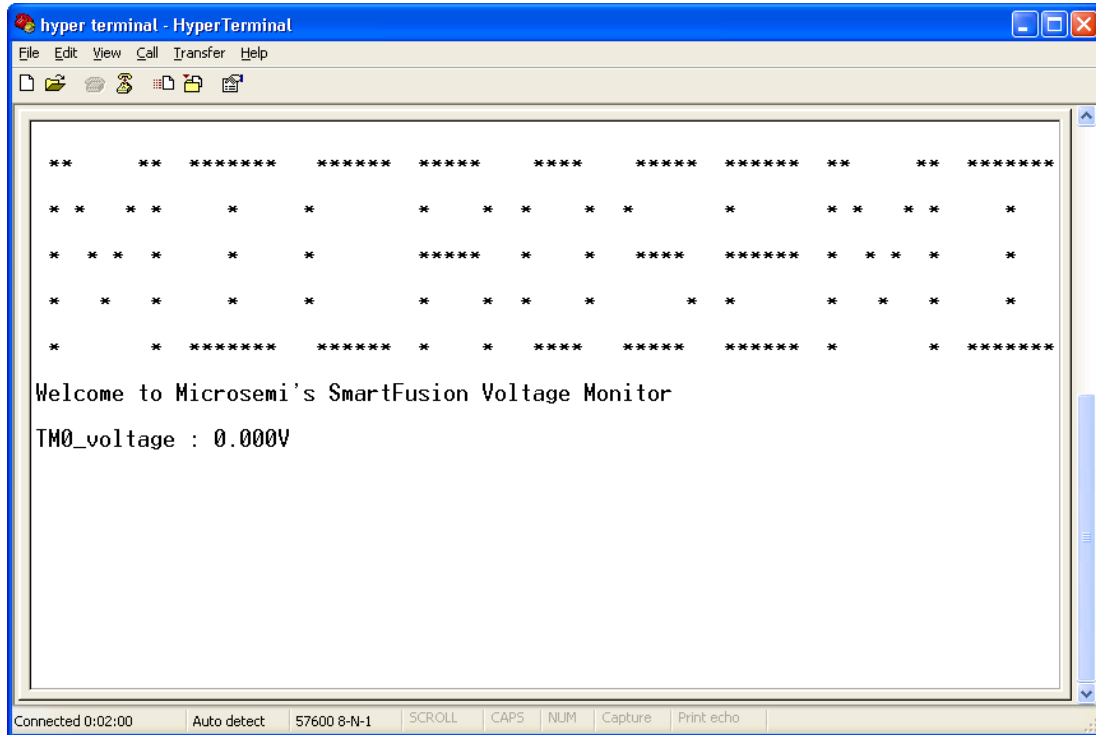 hyper terminal - HyperTerminal
File Edit View Call Transfer Help
**      **  *******   ******  *****    ****    *****  ******  **      **  *******
* *    * *     *     *        *    *  *    *  *       *       * *    * *     *
*  * *  *     *     *        *****   *    *   ****   ******  *  * *  *     *
*   *   *     *     *        *    *  *    *       *  *       *   *   *     *
*       *  *******   ******  *    *   ****   *****   ******  *       *  *******
Welcome to Microsemi's SmartFusion Voltage Monitor
TM0_voltage : 0.000V
Connected 0:02:00 Auto detect 57600 8-N-1 SCROLL CAPS NUM Capture Print echo